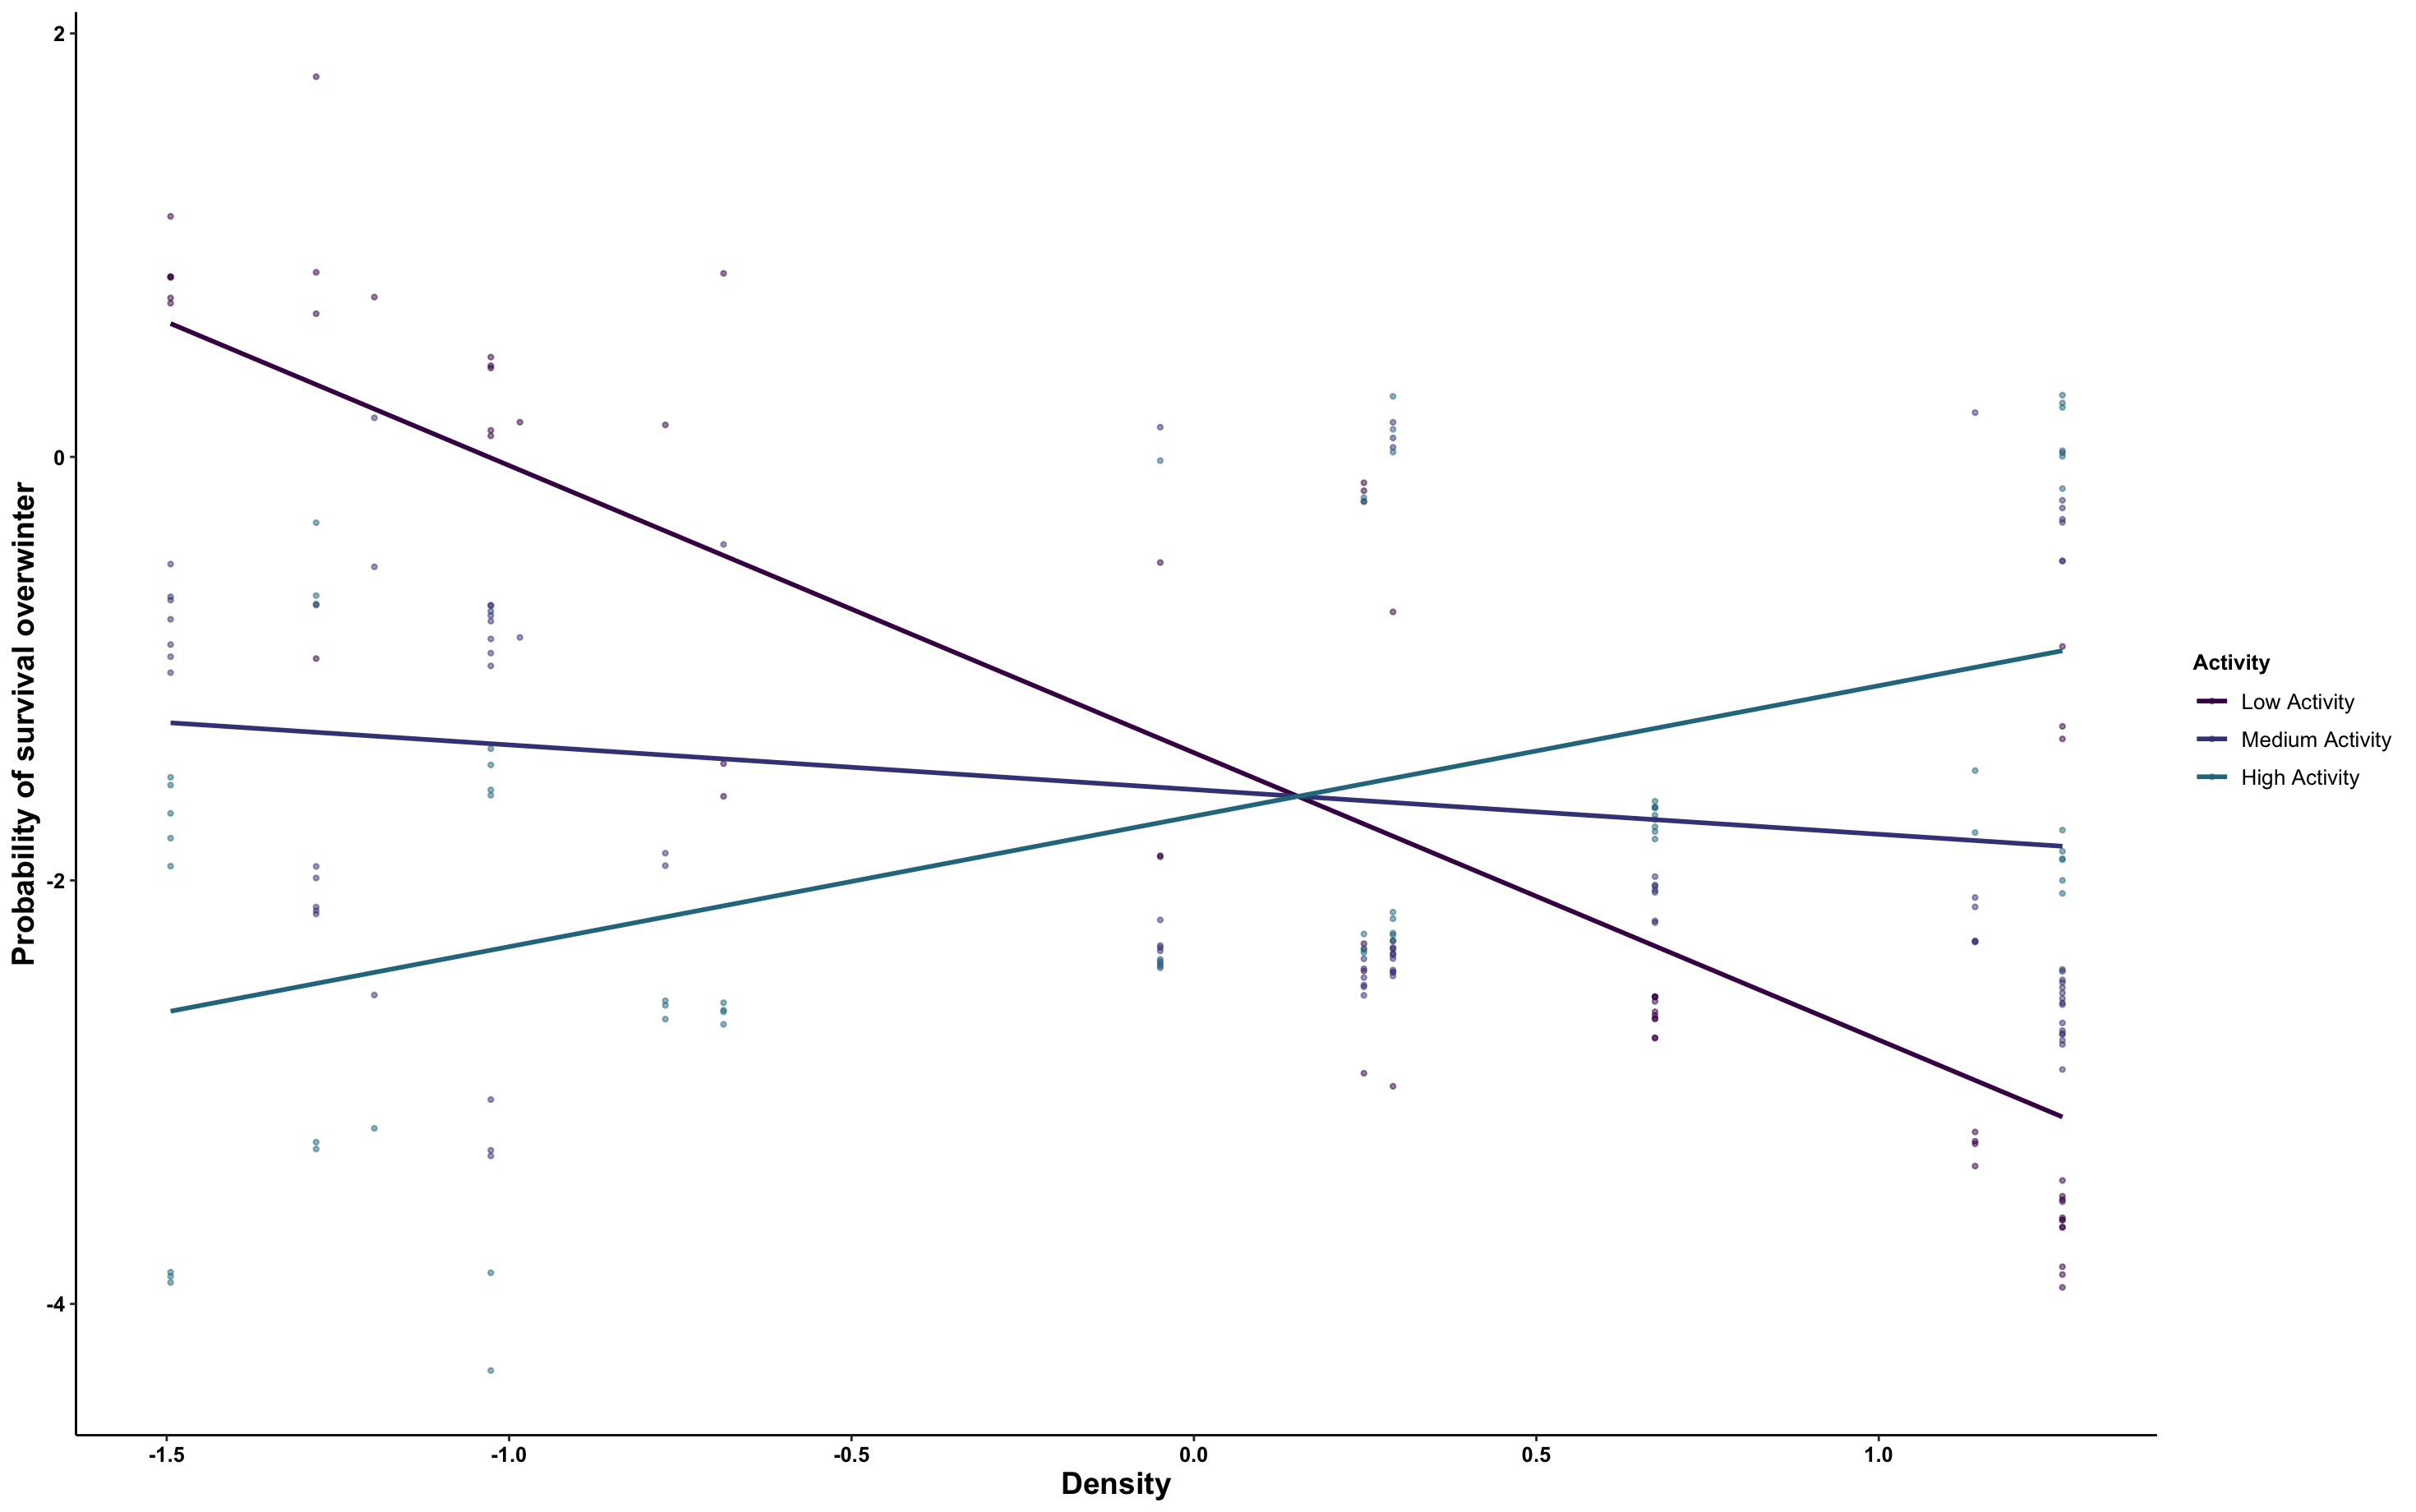 Probability of survival overwinter
2
0
-2
-4
-1.5 -1.0 -0.5 0.0 0.5 1.0
Density
Activity
Low Activity
Medium Activity
High Activity